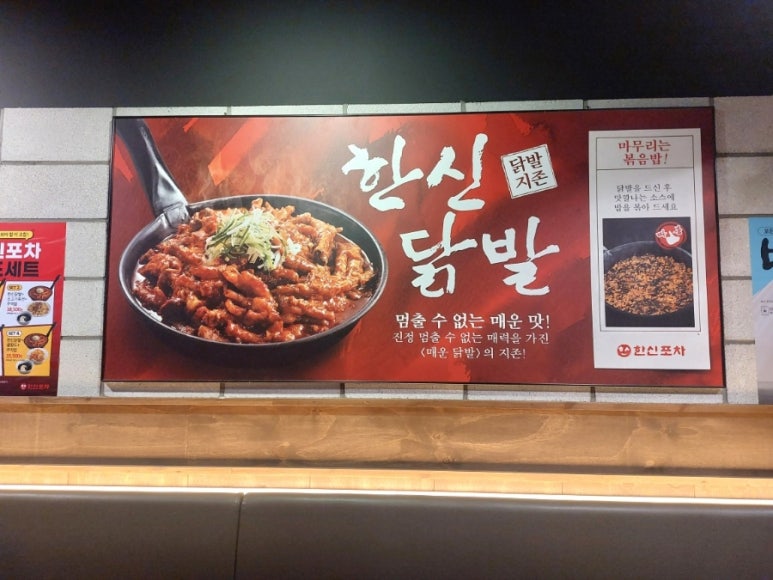 한신
닭발
닭발
지존
멈출 수 없는 매운 맛!
진정 멈출 수 없는 매력을 가진
<매운 닭발>의 지존!
마무리는
볶음밥!
닭발을 드신 후
맛깔나는 소스에
밥을 볶아 드세요
한신포차
신포차
세트
한신포차